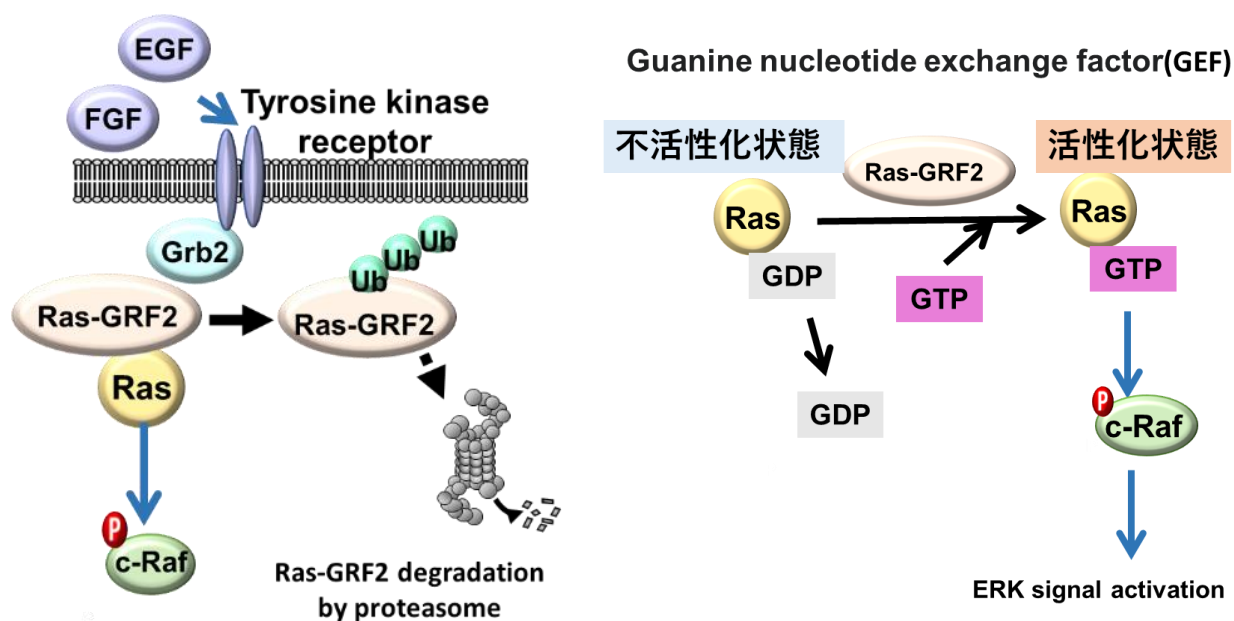 EGF
FGF
Tyrosine kinase
receptor
Grb2
Ub
Ub
Ub
Ras-GRF2
Ras-GRF2
Ras
P
c-Raf
Ras-GRF2 degradation
by proteasome
Guanine nucleotide exchange factor(GEF)
不活性化状態
Ras-GRF2
活性化状態
Ras
Ras
GDP
GTP
GTP
GDP
P
c-Raf
ERK signal activation